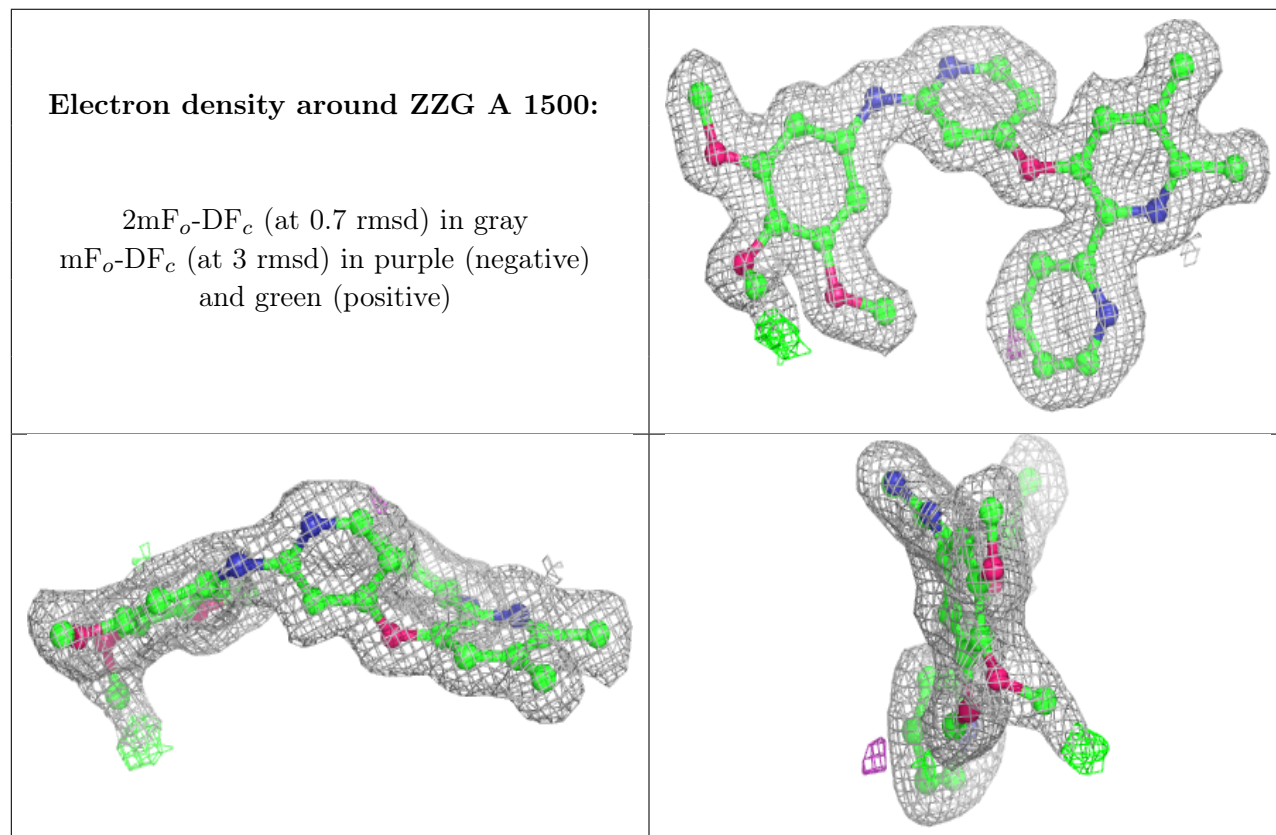 Electron density around ZZG A 1500:
2mFo-DFc (at 0.7 rmsd) in gray
mFo-DFc (at 3 rmsd) in purple (negative)
and green (positive)